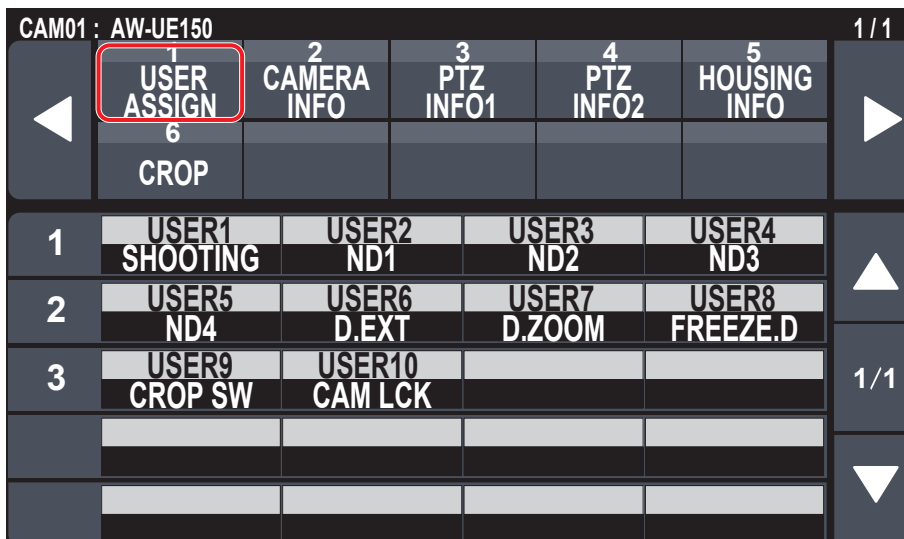 CAM01 : AW-UE150 1 / 1
1 2 3 4 5
USER CAMERA PTZ PTZ HOUSING
ASSIGN INFO INFO1 INFO2 INFO
6
CROP
1 USER1 USER2 USER3 USER4
SHOOTING ND1 ND2 ND3
2 USER5 USER6 USER7 USER8
ND4 D.EXT D.ZOOM FREEZE.D
3 USER9 USER10 1/1
CROP SW CAM LCK